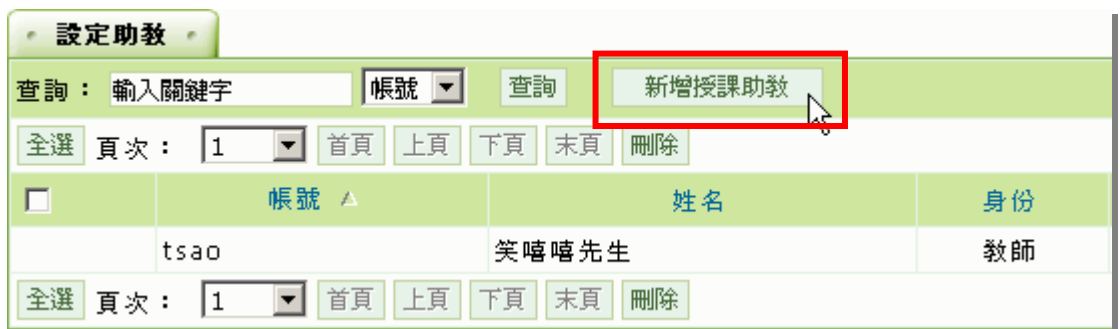 設定助教
查詢： 輸入關鍵字 帳號 查詢 新增授課助教
全選 頁次： 1 首頁 上頁 下頁 末頁 刪除
帳號 △ 姓名 身份
tsao 笑嘻嘻先生 教師
全選 頁次： 1 首頁 上頁 下頁 末頁 刪除